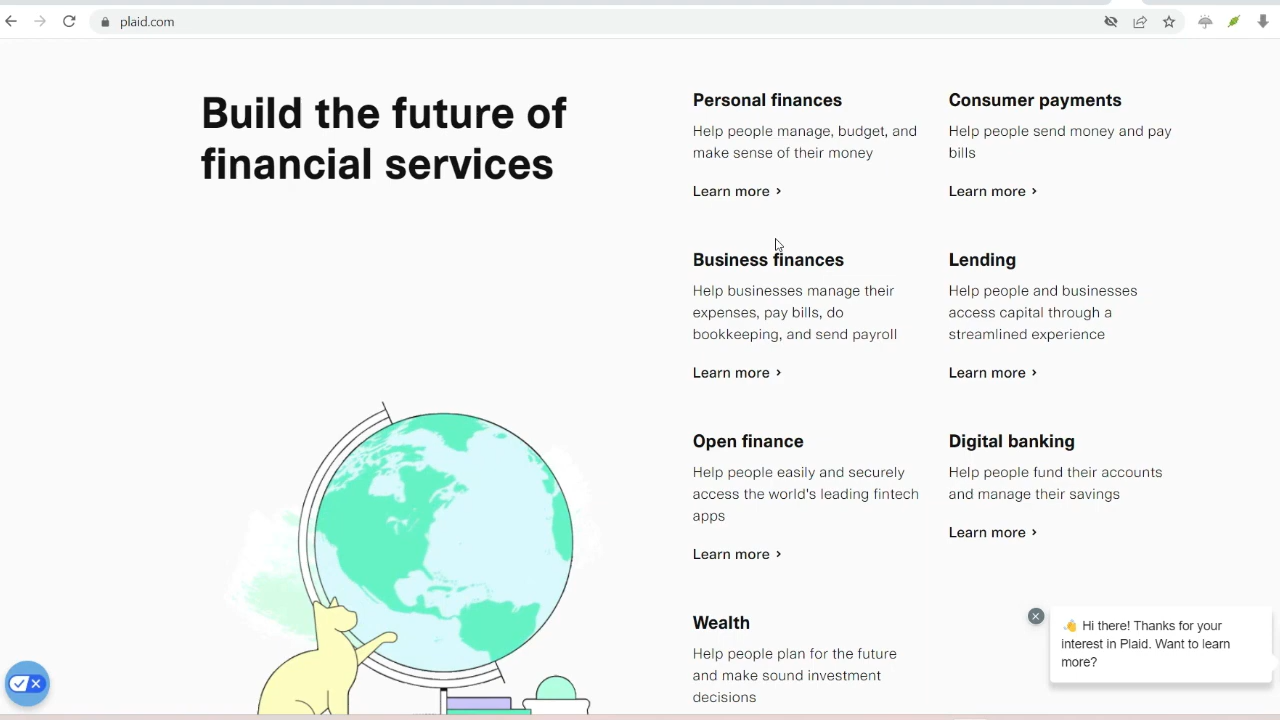 plaid.com
Build the future of
financial services
Personal finances
Help people manage, budget, and
make sense of their money
Learn more ›
Consumer payments
Help people send money and pay
bills
Learn more ›
Business finances
Help businesses manage their
expenses, pay bills, do
bookkeeping, and send payroll
Learn more ›
Lending
Help people and businesses
access capital through a
streamlined experience
Learn more ›
Open finance
Help people easily and securely
access the world's leading fintech
apps
Learn more ›
Digital banking
Help people fund their accounts
and manage their savings
Learn more ›
Wealth
Help people plan for the future
and make sound investment
decisions
👋 Hi there! Thanks for your
interest in Plaid. Want to learn
more?